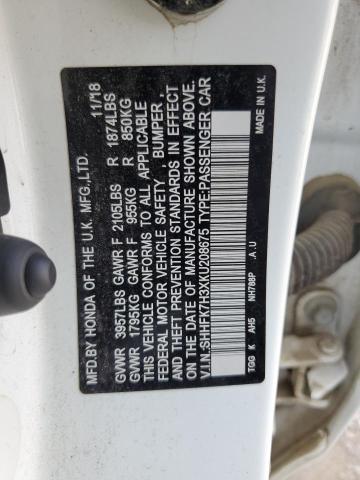 MFD.BY HONDA OF THE U.K. MFG.,LTD. 11/18
GVWR 3957LBS GAWR F 2105LBS R 1874LBS
GVWR 1795KG GAWR F 955KG R 850KG
THIS VEHICLE CONFORMS TO ALL APPLICABLE
FEDERAL MOTOR VEHICLE SAFETY, BUMPER,
AND THEFT PREVENTION STANDARDS IN EFFECT
ON THE DATE OF MANUFACTURE SHOWN ABOVE.
V.I.N.:SHHFK7H9XKU208675 TYPE:PASSENGER CAR
TGG K AH5 NH788P .A.U MADE IN U.K.